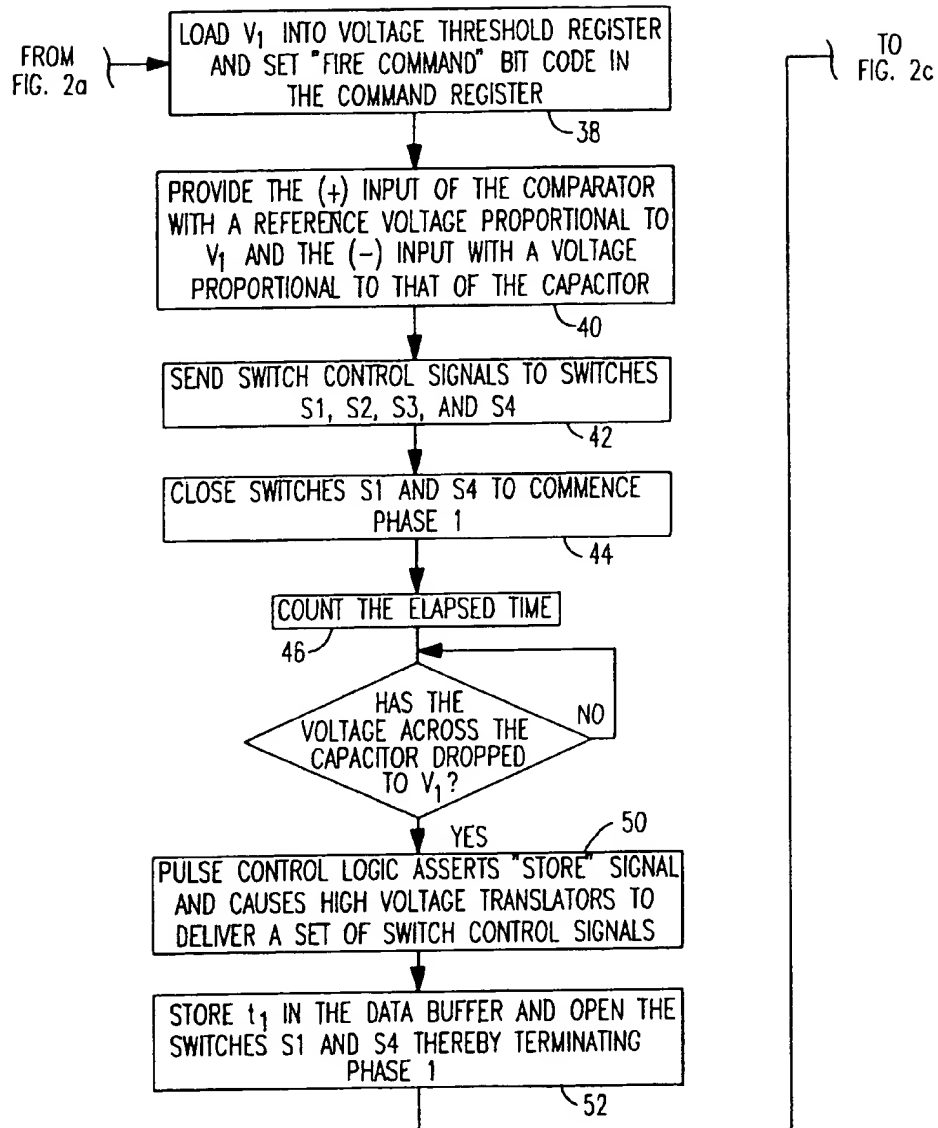 FROM
FIG. 2a
LOAD V1 INTO VOLTAGE THRESHOLD REGISTER
AND SET "FIRE COMMAND" BIT CODE IN
THE COMMAND REGISTER
38
TO
FIG. 2c
PROVIDE THE (+) INPUT OF THE COMPARATOR
WITH A REFERENCE VOLTAGE PROPORTIONAL TO
V1 AND THE (-) INPUT WITH A VOLTAGE
PROPORTIONAL TO THAT OF THE CAPACITOR
40
SEND SWITCH CONTROL SIGNALS TO SWITCHES
S1, S2, S3, AND S4
42
CLOSE SWITCHES S1 AND S4 TO COMMENCE
PHASE 1
44
COUNT THE ELAPSED TIME
46
HAS THE
VOLTAGE ACROSS THE
CAPACITOR DROPPED
TO V1?
NO
YES
50
PULSE CONTROL LOGIC ASSERTS "STORE" SIGNAL
AND CAUSES HIGH VOLTAGE TRANSLATORS TO
DELIVER A SET OF SWITCH CONTROL SIGNALS
STORE t1 IN THE DATA BUFFER AND OPEN THE
SWITCHES S1 AND S4 THEREBY TERMINATING
PHASE 1
52